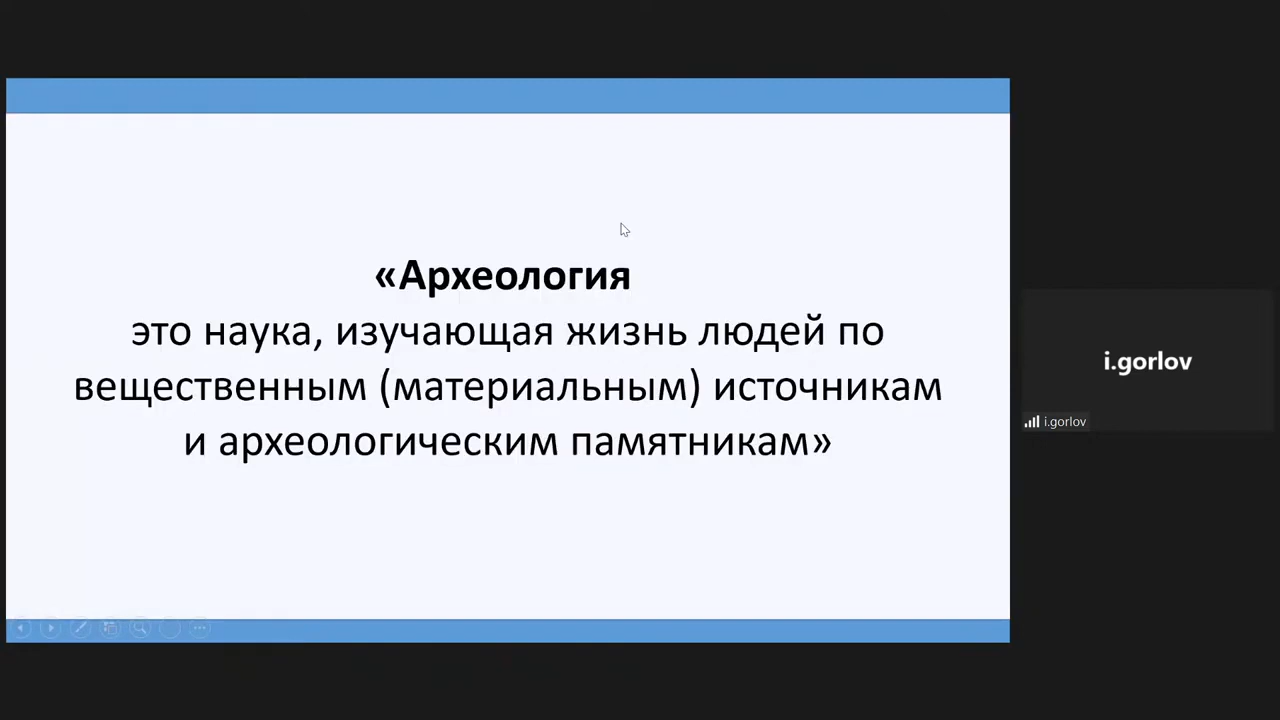 «Археология
это наука, изучающая жизнь людей по
вещественным (материальным) источникам
и археологическим памятникам»
i.gorlov
i.gorlov